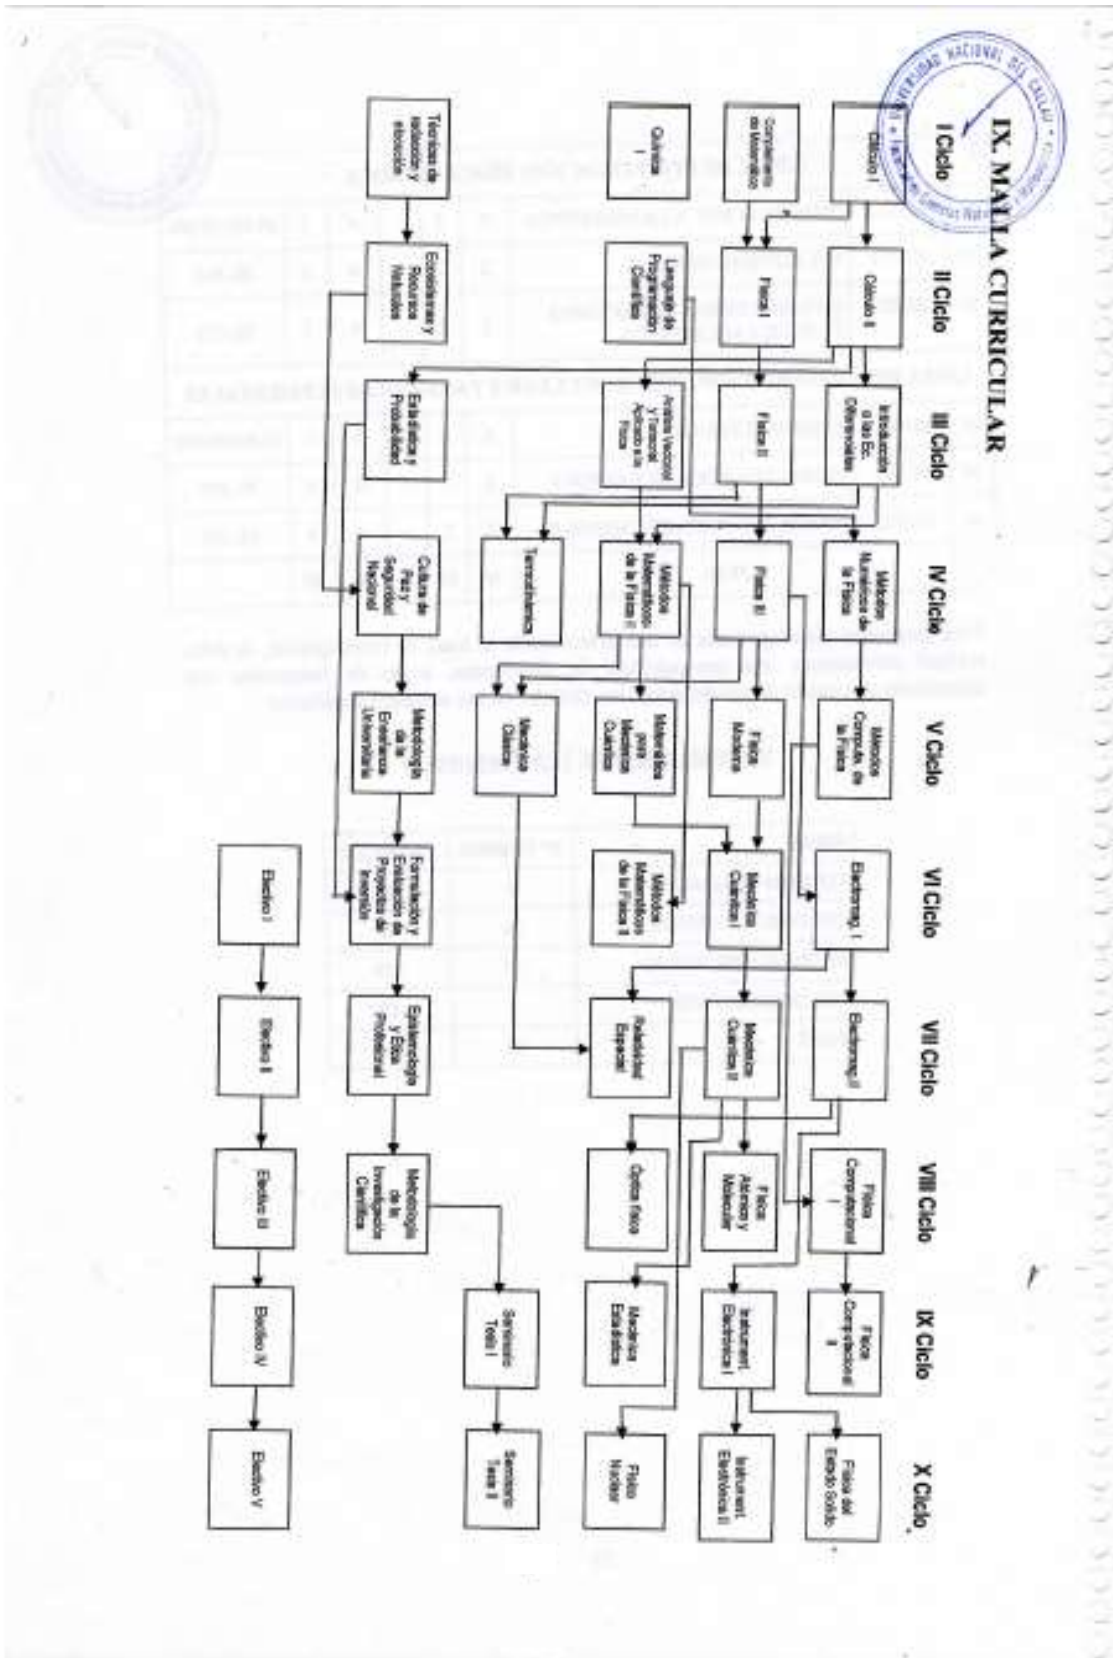 IX. MALLA CURRICULAR
UNIVERSIDAD NACIONAL DEL CALLAO
I Ciclo
Cálculo I
Complemento
de Matemática
Química
I
Técnicas de
redacción y
II Ciclo
Cálculo II
Física I
Lenguaje de
Programación
Científica
Ecosistemas y
Recursos
Naturales
III Ciclo
Introducción
a las Ec.
Diferenciales
Física II
Análisis Vectorial
y Tensorial
Aplicado a la
Física
Estadística y
Probabilidad
IV Ciclo
Métodos
Numéricos de
la Física
Física III
Métodos
Matemáticos
de la Física I
Termodinámica
Cultura de
Paz y
Seguridad
Nacional
V Ciclo
Métodos
Computa. de
la Física
Física
Moderna
Matemática
para
Mecánica
Cuántica
Mecánica
Clásica
Metodología
de la
Enseñanza
Universitaria
VI Ciclo
Electromag. I
Mecánica
Cuántica I
Métodos
Matemáticos
de la Física II
Formulación y
Evaluación de
Proyectos de
Inversión
Electivo I
VII Ciclo
Electromag.II
Mecánica
Cuántica II
Relatividad
Especial
Epistemología
y Ética
Profesional
Electivo II
VIII Ciclo
Física
Computacional
I
Física
Atómica y
Molecular
Óptica física
Metodología
de la
Investigación
Científica
Electivo III
IX Ciclo
Física
Computacional
II
Instrument.
Electrónica I
Mecánica
Estadística
Seminario
Tesis I
Electivo IV
X Ciclo
Física del
Estado Sólido
Instrument.
Electrónica II
Física
Nuclear
Seminario
Tesis II
Electivo V